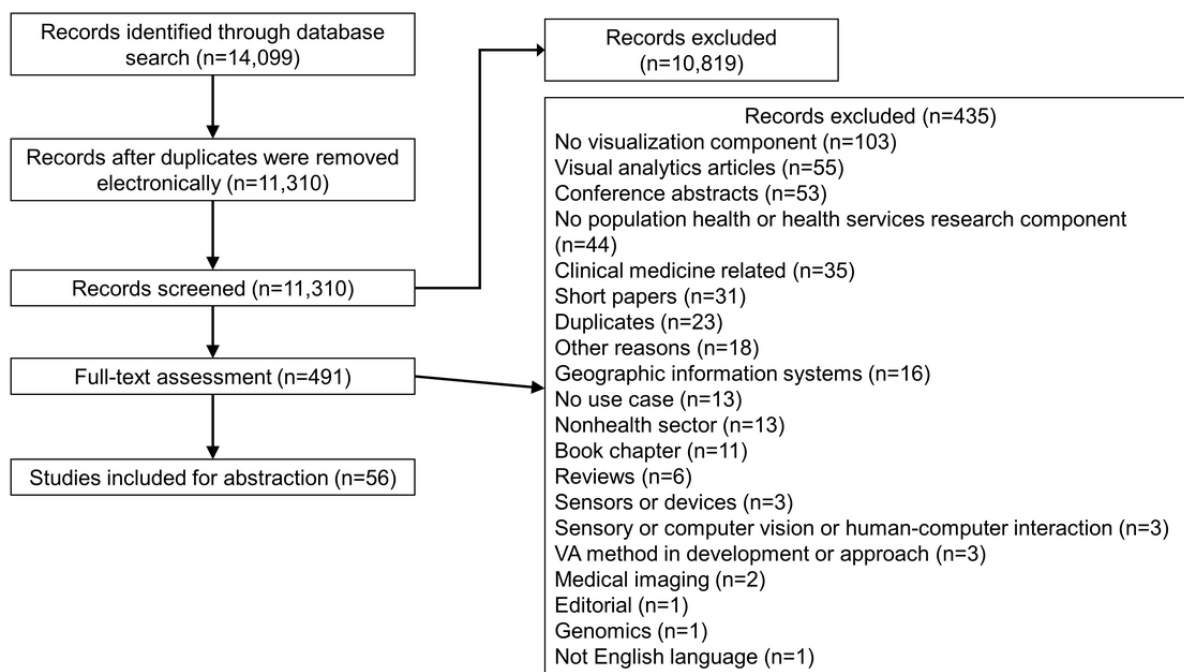 Records identified through database
search (n=14,099)
Records after duplicates were removed
electronically (n=11,310)
Records screened (n=11,310)
Full-text assessment (n=491)
Studies included for abstraction (n=56)
Records excluded
(n=10,819)
Records excluded (n=435)
No visualization component (n=103)
Visual analytics articles (n=55)
Conference abstracts (n=53)
No population health or health services research component
(n=44)
Clinical medicine related (n=35)
Short papers (n=31)
Duplicates (n=23)
Other reasons (n=18)
Geographic information systems (n=16)
No use case (n=13)
Nonhealth sector (n=13)
Book chapter (n=11)
Reviews (n=6)
Sensors or devices (n=3)
Sensory or computer vision or human-computer interaction (n=3)
VA method in development or approach (n=3)
Medical imaging (n=2)
Editorial (n=1)
Genomics (n=1)
Not English language (n=1)